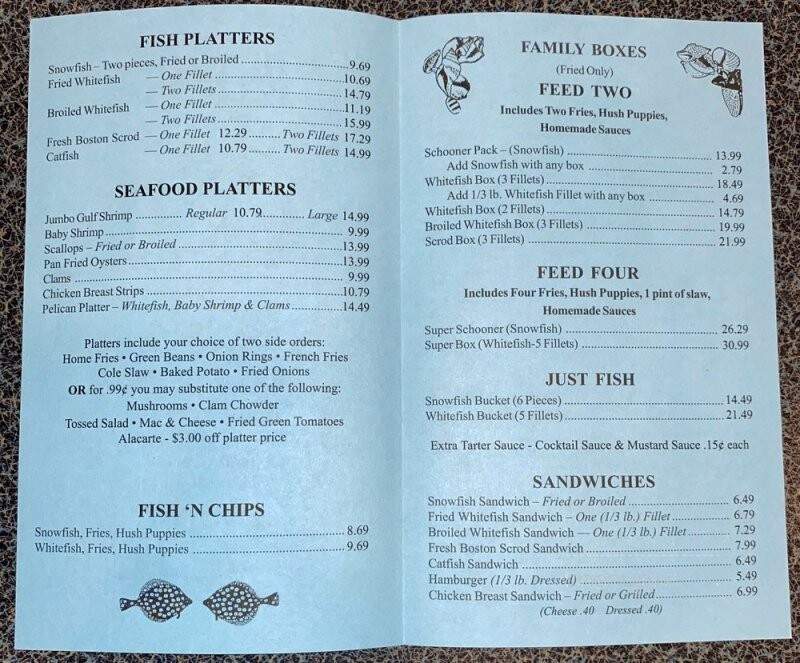 FISH PLATTERS
Snowfish – Two pieces, Fried or Broiled ........ 9.69
Fried Whitefish — One Fillet ........ 10.69
— Two Fillets ........ 14.79
Broiled Whitefish — One Fillet ........ 11.19
— Two Fillets ........ 15.99
Fresh Boston Scrod — One Fillet 12.29 ........ Two Fillets 17.29
Catfish — One Fillet 10.79 ........ Two Fillets 14.99
SEAFOOD PLATTERS
Jumbo Gulf Shrimp ........ Regular 10.79 ........ Large 14.99
Baby Shrimp ........ 9.99
Scallops – Fried or Broiled ........ 13.99
Pan Fried Oysters ........ 13.99
Clams ........ 9.99
Chicken Breast Strips ........ 10.79
Pelican Platter – Whitefish, Baby Shrimp & Clams ........ 14.49
Platters include your choice of two side orders:
Home Fries • Green Beans • Onion Rings • French Fries
Cole Slaw • Baked Potato • Fried Onions
OR for .99¢ you may substitute one of the following:
Mushrooms • Clam Chowder
Tossed Salad • Mac & Cheese • Fried Green Tomatoes
Alacarte - $3.00 off platter price
FISH ‘N CHIPS
Snowfish, Fries, Hush Puppies ........ 8.69
Whitefish, Fries, Hush Puppies ........ 9.69
FAMILY BOXES
(Fried Only)
FEED TWO
Includes Two Fries, Hush Puppies,
Homemade Sauces
Schooner Pack – (Snowfish) ........ 13.99
Add Snowfish with any box ........ 2.79
Whitefish Box (3 Fillets) ........ 18.49
Add 1/3 lb. Whitefish Fillet with any box ........ 4.69
Whitefish Box (2 Fillets) ........ 14.79
Broiled Whitefish Box (3 Fillets) ........ 19.99
Scrod Box (3 Fillets) ........ 21.99
FEED FOUR
Includes Four Fries, Hush Puppies, 1 pint of slaw,
Homemade Sauces
Super Schooner (Snowfish) ........ 26.29
Super Box (Whitefish-5 Fillets) ........ 30.99
JUST FISH
Snowfish Bucket (6 Pieces) ........ 14.49
Whitefish Bucket (5 Fillets) ........ 21.49
Extra Tarter Sauce - Cocktail Sauce & Mustard Sauce .15¢ each
SANDWICHES
Snowfish Sandwich – Fried or Broiled ........ 6.49
Fried Whitefish Sandwich – One (1/3 lb.) Fillet ........ 6.79
Broiled Whitefish Sandwich — One (1/3 lb.) Fillet ........ 7.29
Fresh Boston Scrod Sandwich ........ 7.99
Catfish Sandwich ........ 6.49
Hamburger (1/3 lb. Dressed) ........ 5.49
Chicken Breast Sandwich – Fried or Grilled ........ 6.99
(Cheese .40 Dressed .40)